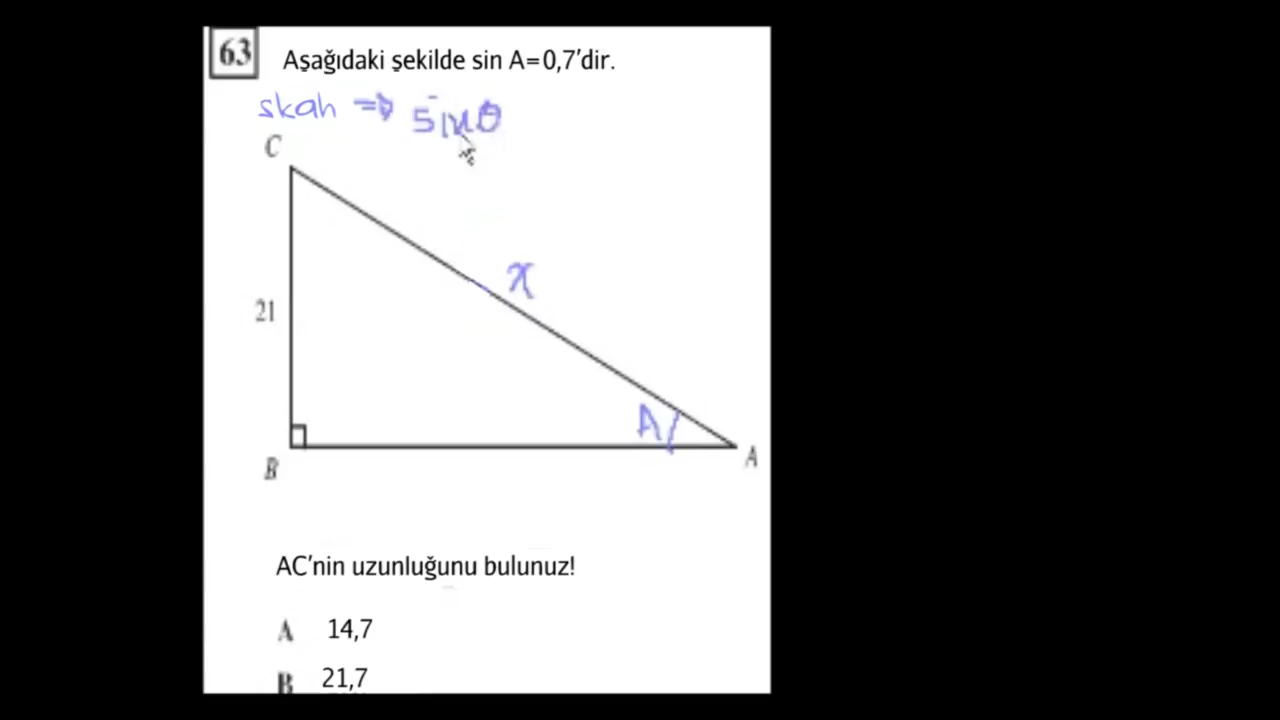 63
Aşağıdaki şekilde sin A=0,7'dir.
skah ⇒ sinθ
C
x
21
A
B
A
AC'nin uzunluğunu bulunuz!
A 14,7
B 21,7